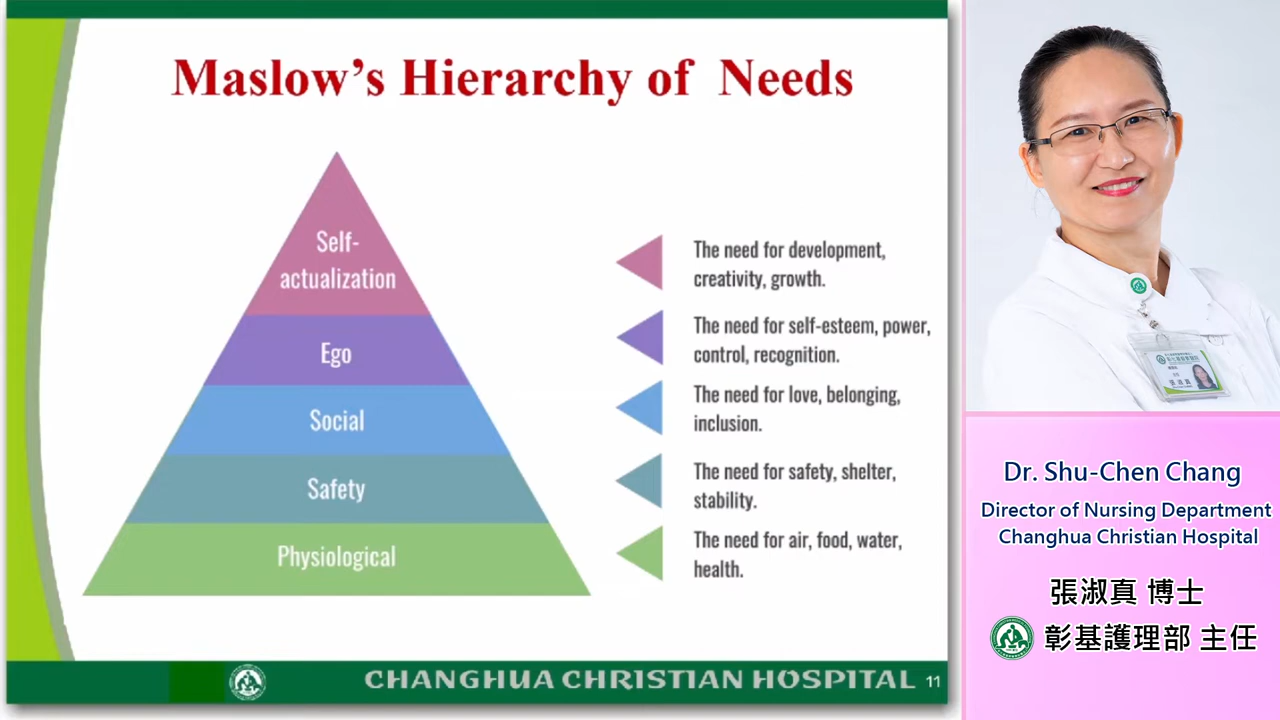 Maslow's Hierarchy of Needs
Self-
actualization
Ego
Social
Safety
Physiological
The need for development,
creativity, growth.
The need for self-esteem, power,
control, recognition.
The need for love, belonging,
inclusion.
The need for safety, shelter,
stability.
The need for air, food, water,
health.
CHANGHUA CHRISTIAN HOSPITAL 11
張淑真
Dr. Shu-Chen Chang
Director of Nursing Department
Changhua Christian Hospital
張淑真 博士
彰基護理部 主任